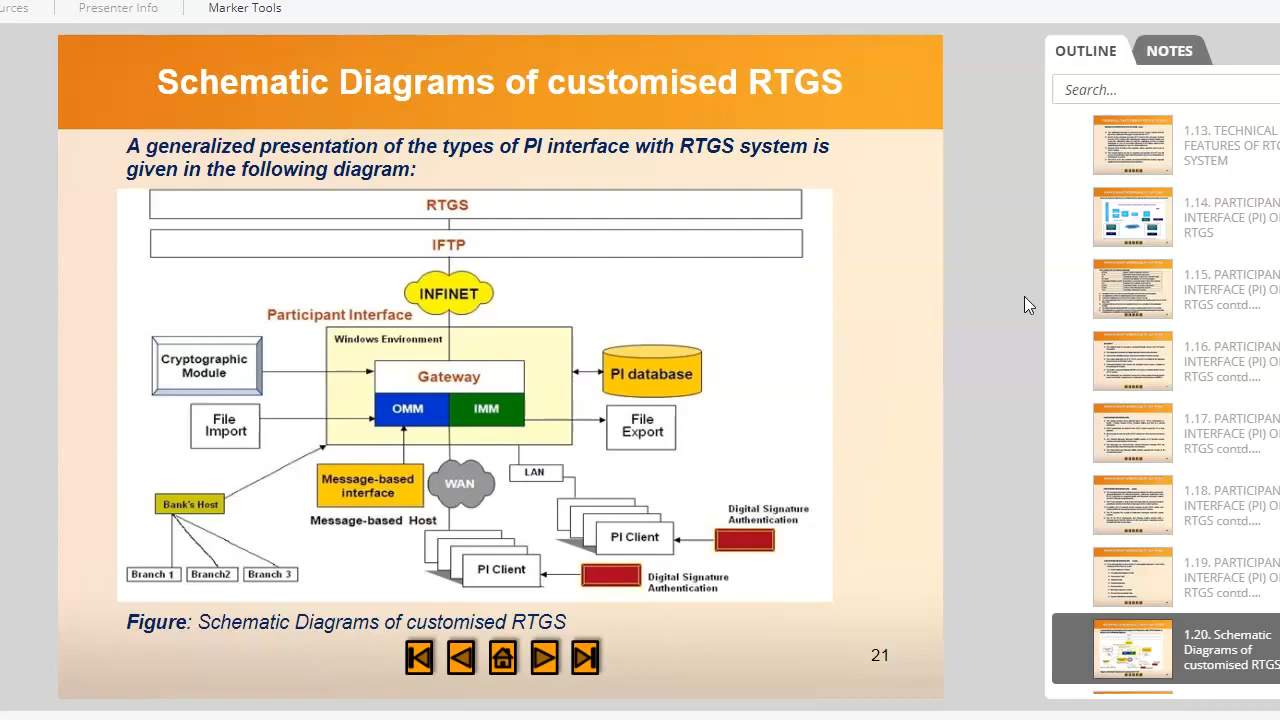 ources
Presenter Info
Marker Tools
Schematic Diagrams of customised RTGS
A generalized presentation of the types of PI interface with RTGS system is
given in the following diagram:
RTGS
IFTP
INFINET
Participant Interface
Windows Environment
Cryptographic
Module
Gateway
PI database
OMM
IMM
File
Import
File
Export
Message-based
interface
WAN
LAN
Bank's Host
Message-based Host
Digital Signature
Authentication
PI Client
PI Client
Digital Signature
Authentication
Branch 1
Branch2
Branch 3
Figure: Schematic Diagrams of customised RTGS
21
OUTLINE
NOTES
Search...
1.13. TECHNICAL
FEATURES OF RTG
SYSTEM
1.14. PARTICIPAN
INTERFACE (PI) O
RTGS
1.15. PARTICIPAN
INTERFACE (PI) O
RTGS contd....
1.16. PARTICIPAN
INTERFACE (PI) O
RTGS contd....
1.17. PARTICIPAN
INTERFACE (PI) O
RTGS contd....
1.18. PARTICIPAN
INTERFACE (PI) O
RTGS contd....
1.19. PARTICIPAN
INTERFACE (PI) O
RTGS contd....
1.20. Schematic
Diagrams of
customised RTGS